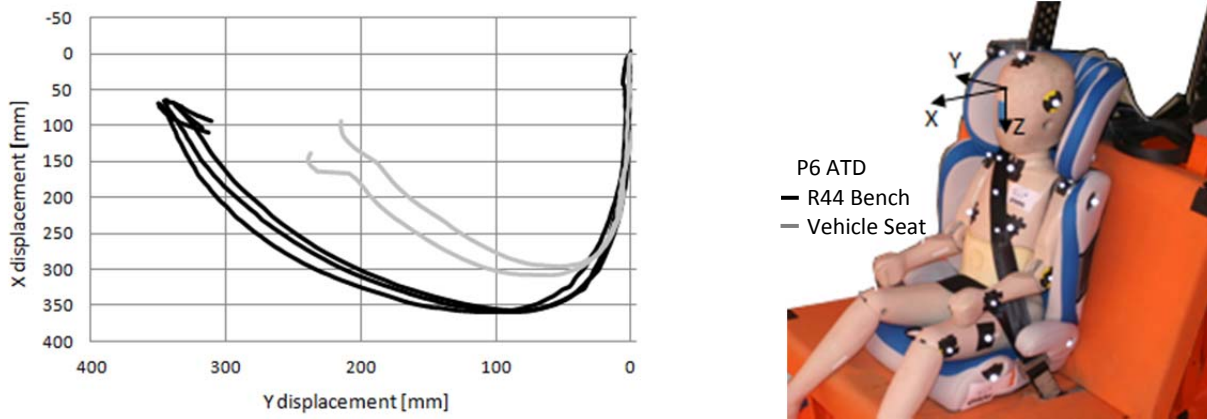 -50
0
50
100
150
200
250
300
350
400
X displacement [mm]
400
300
200
100
0
Y displacement [mm]
Y
X
Z
P6 ATD
R44 Bench
Vehicle Seat